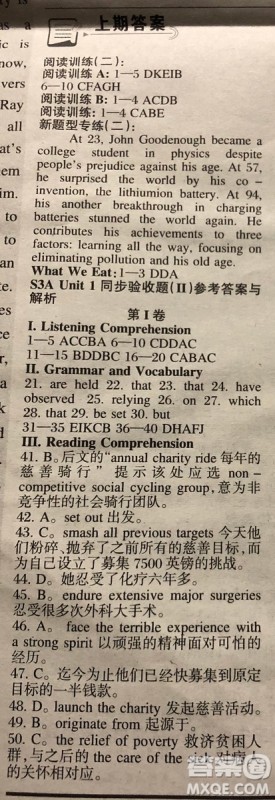 上期答案
阅读训练(二):
阅读训练 A: 1—5 DKEIB
6—10 CFAGH
阅读训练 B: 1—4 ACDB
阅读训练: 1—4 CABE
新题型专练(二):
At 23, John Goodenough became a
college student in physics despite
people's prejudice against his age. At 57,
he surprised the world by his co-
invention, the lithiumion battery. At 94,
his another breakthrough in charging
batteries stunned the world again. He
contributes his achievements to three
factors: learning all the way, focusing on
eliminating pollution and his old age.
What We Eat: 1—3 DDA
S3A Unit 1 同步验收题(II)参考答案与
解析
第 I 卷
I. Listening Comprehension
1—5 ACCBA 6—10 CDDAC
11—15 BDDBC 16—20 CABAC
II. Grammar and Vocabulary
21. are held 22. that 23. that 24. have
observed 25. relying 26. on 27. which
28. that 29. be set 30. but
31—35 EIKCB 36—40 DHAFJ
III. Reading Comprehension
41. B。后文的"annual charity ride 每年的
慈善骑行" 提示该处应选 non-
competitive social cycling group,意为非
竞争性的社会骑行团队。
42. A。 set out 出发。
43. C。smash all previous targets 今天他
们粉碎、抛弃了之前所有的慈善目标,而
为自己设立了募集 7500 英镑的挑战。
44. D。她忍受了化疗六年多。
45. B。endure extensive major surgeries
忍受很多次外科大手术。
46. A。 face the terrible experience with
a strong spirit 以顽强的精神面对可怕的
经历。
47. C。迄今为止他们已经快募集到原定
目标的一半钱款。
48. D。launch the charity 发起慈善活动。
49. B。originate from 起源于。
50. C。the relief of poverty 救济贫困人
群,与之后的 the care of the sick 对病人
的关怀相对应。
all
Ray
to
答案圈
MXQE.COM